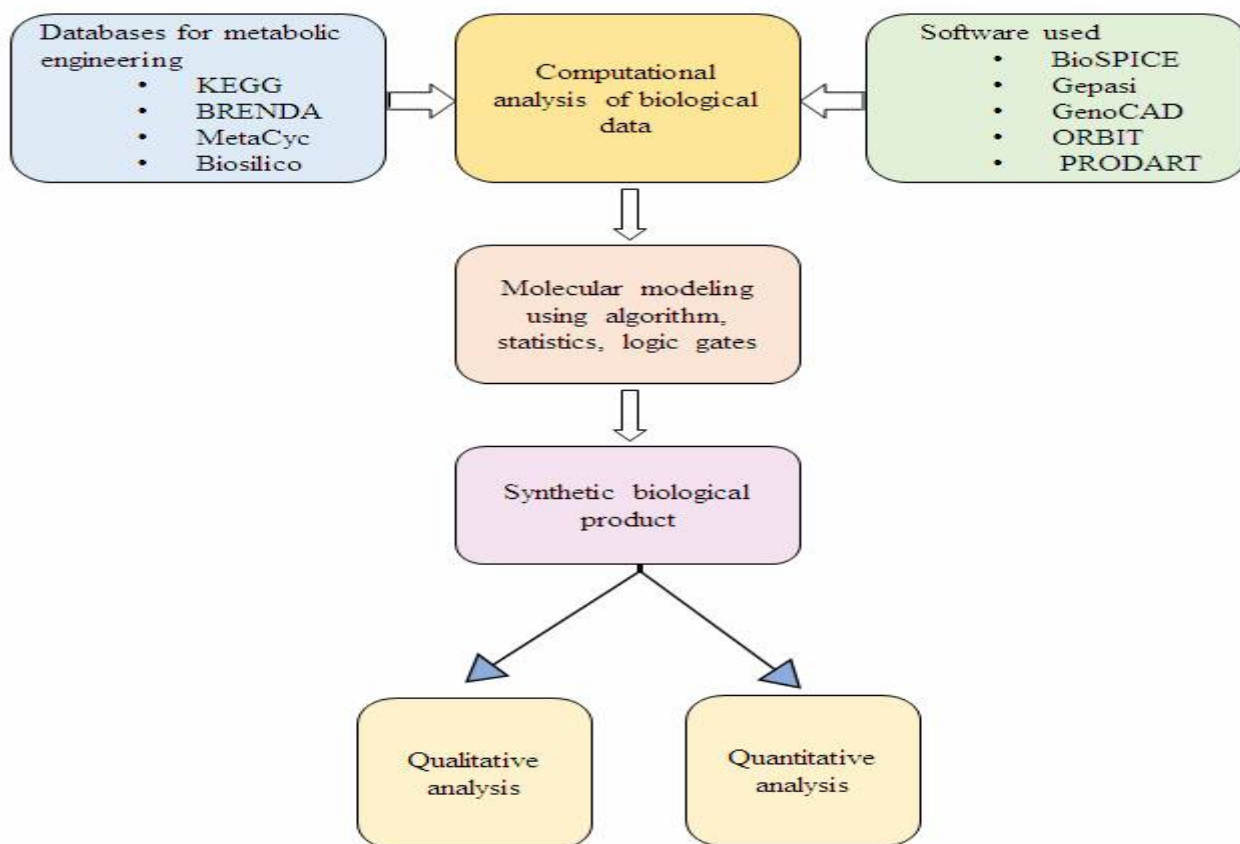 Databases for metabolic
engineering
• KEGG
• BRENDA
• MetaCyc
• Biosilico
Computational
analysis of biological
data
Software used
• BioSPICE
• Gepasi
• GenoCAD
• ORBIT
• PRODART
Molecular modeling
using algorithm,
statistics, logic gates
Synthetic biological
product
Qualitative
analysis
Quantitative
analysis